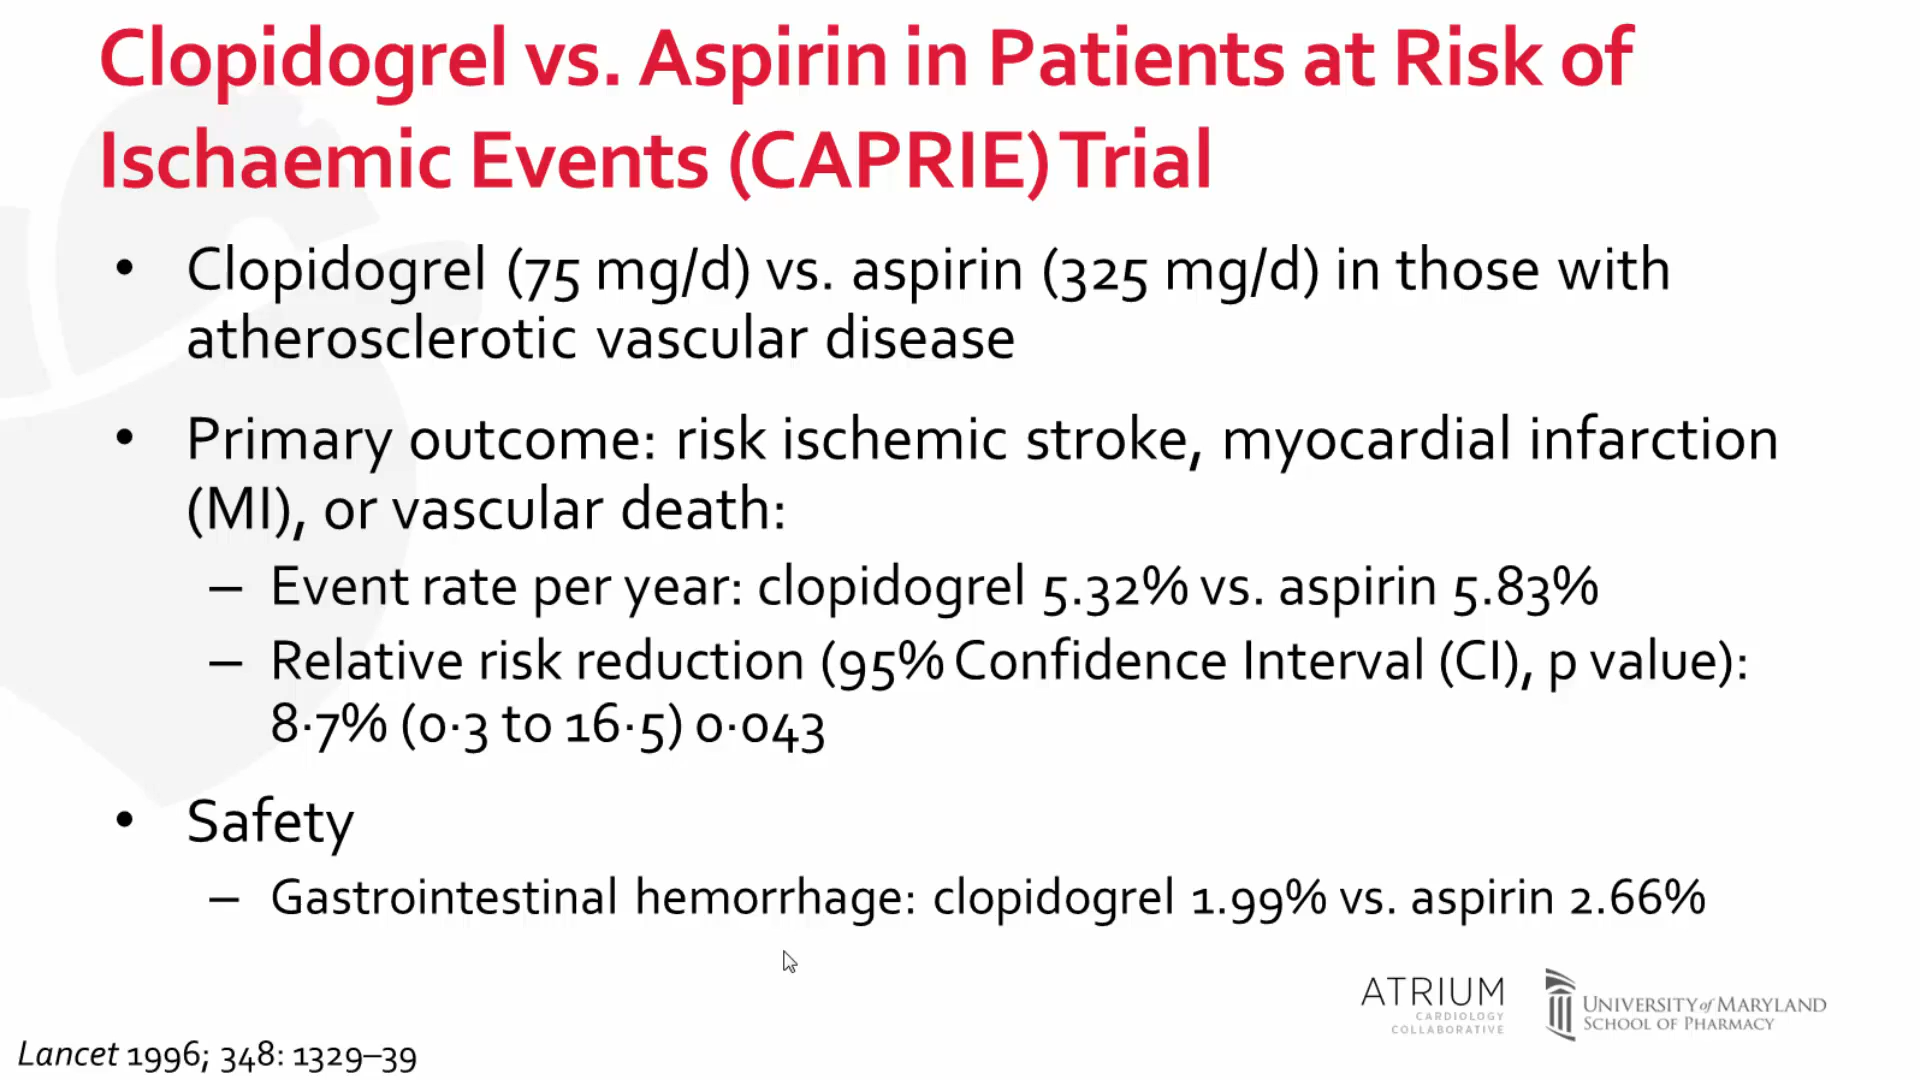 Clopidogrel vs. Aspirin in Patients at Risk of
Ischaemic Events (CAPRIE) Trial
• Clopidogrel (75 mg/d) vs. aspirin (325 mg/d) in those with
atherosclerotic vascular disease
• Primary outcome: risk ischemic stroke, myocardial infarction
(MI), or vascular death:
– Event rate per year: clopidogrel 5.32% vs. aspirin 5.83%
– Relative risk reduction (95% Confidence Interval (CI), p value):
8·7% (0·3 to 16·5) 0·043
• Safety
– Gastrointestinal hemorrhage: clopidogrel 1.99% vs. aspirin 2.66%
ATRIUM
CARDIOLOGY
COLLABORATIVE
UNIVERSITY of MARYLAND
SCHOOL OF PHARMACY
Lancet 1996; 348: 1329–39